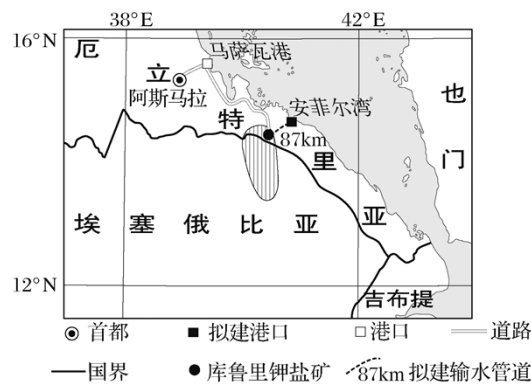 38°E 42°E
16°N
厄立特里亚
马萨瓦港
阿斯马拉
安菲尔湾
87km
也门
埃塞俄比亚
12°N
吉布提
首都 拟建港口 港口 道路
国界 库鲁里钾盐矿 87km 拟建输水管道